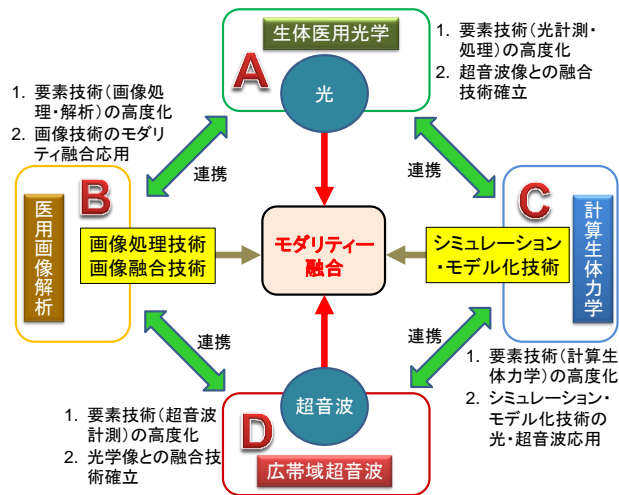 生体医用光学
A
光
1. 要素技術(光計測・
処理)の高度化
2. 超音波像との融合
技術確立
1. 要素技術(画像処
理・解析)の高度化
2. 画像技術のモダリ
ティ融合応用
連携
連携
B
医用画像解析
画像処理技術
画像融合技術
モダリティー
融合
C
シミュレーション
・モデル化技術
計算生体力学
連携
連携
1. 要素技術(計算生
体力学)の高度化
2. シミュレーション・
モデル化技術の
光・超音波応用
1. 要素技術(超音波
計測)の高度化
2. 光学像との融合技
術確立
超音波
D
広帯域超音波